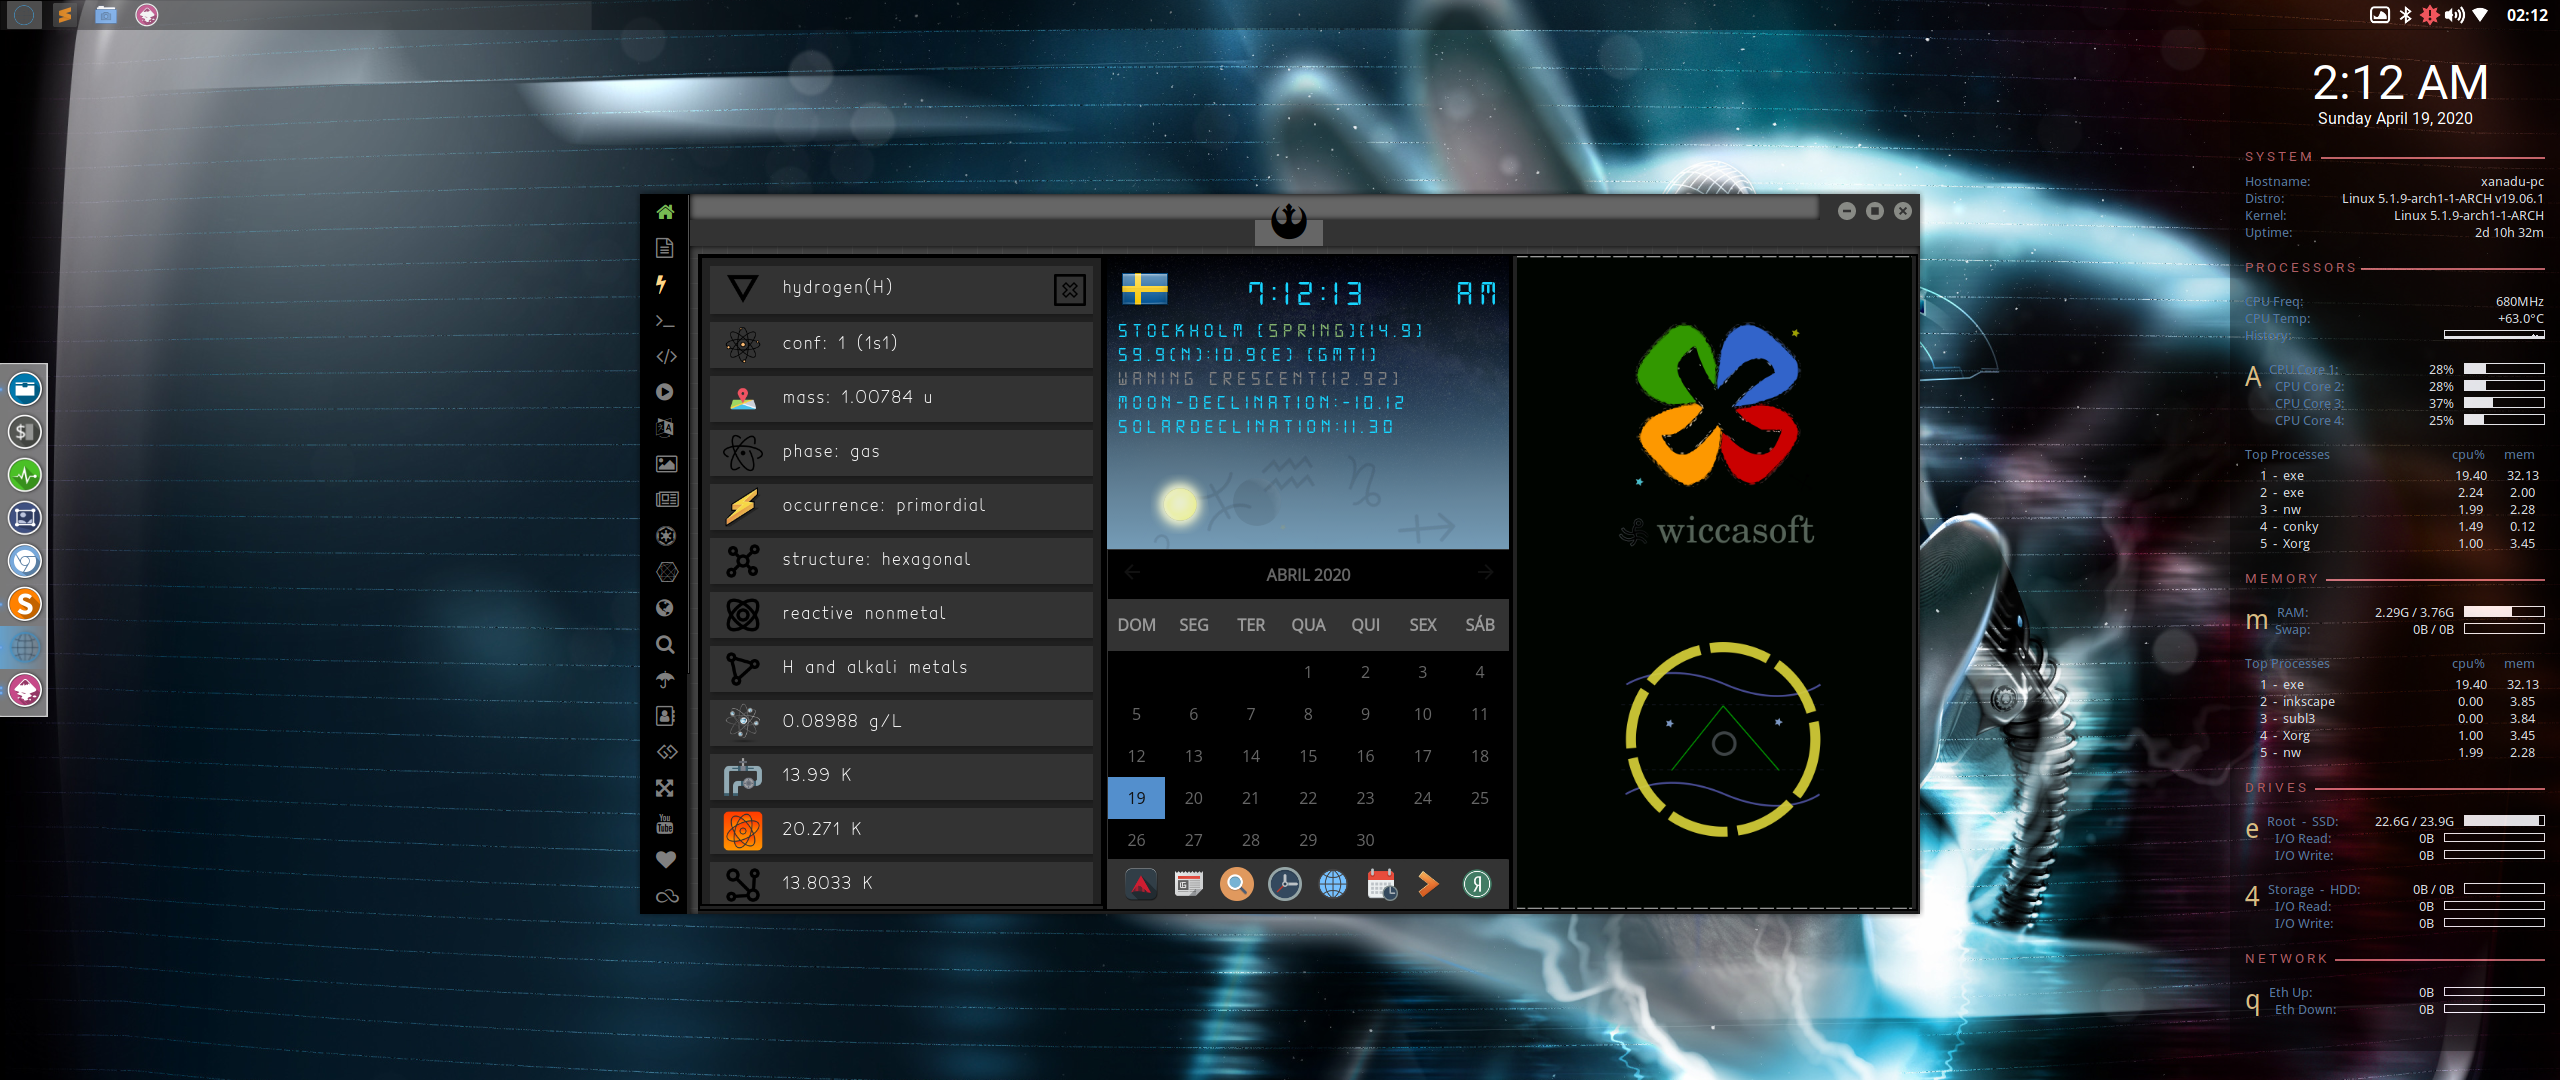 02:12
2:12 AM
Sunday April 19, 2020
SYSTEM
Hostname: xanadu-pc
Distro: Linux 5.1.9-arch1-1-ARCH v19.06.1
Kernel: Linux 5.1.9-arch1-1-ARCH
Uptime: 2d 10h 32m
PROCESSORS
CPU Freq: 680MHz
CPU Temp: +63.0°C
History:
A CPU Core 1: 28%
CPU Core 2: 28%
CPU Core 3: 37%
CPU Core 4: 25%
Top Processes cpu% mem
1 - exe 19.40 32.13
2 - exe 2.24 2.00
3 - nw 1.99 2.28
4 - conky 1.49 0.12
5 - Xorg 1.00 3.45
MEMORY
m RAM: 2.29G / 3.76G
Swap: 0B / 0B
Top Processes cpu% mem
1 - exe 19.40 32.13
2 - inkscape 0.00 3.85
3 - subl3 0.00 3.84
4 - Xorg 1.00 3.45
5 - nw 1.99 2.28
DRIVES
e Root - SSD: 22.6G / 23.9G
I/O Read: 0B
I/O Write: 0B
4 Storage - HDD: 0B / 0B
I/O Read: 0B
I/O Write: 0B
NETWORK
q Eth Up: 0B
Eth Down: 0B
hydrogen(H)
conf: 1 (1s1)
mass: 1.00784 u
phase: gas
occurrence: primordial
structure: hexagonal
reactive nonmetal
H and alkali metals
0.08988 g/L
13.99 K
20.271 K
13.8033 K
7:12:13 AM
STOCKHOLM (SPRING)(14.9)
59.9(N):10.9(E) (GMT1)
WANING CRESCENT(12.92)
MOON-DECLINATION:-10.12
SOLARDECLINATION:11.30
ABRIL 2020
DOM SEG TER QUA QUI SEX SÁB
1 2 3 4
5 6 7 8 9 10 11
12 13 14 15 16 17 18
19 20 21 22 23 24 25
26 27 28 29 30
wiccasoft
You
Tube